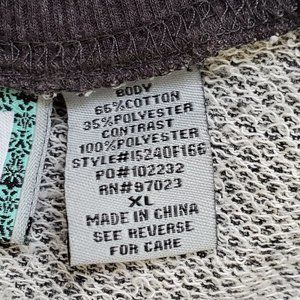 BODY
65%COTTON
35%POLYESTER
CONTRAST
100%POLYESTER
STYLE#15240F166
PO#102232
RN#97023
XL
MADE IN CHINA
SEE REVERSE
FOR CARE